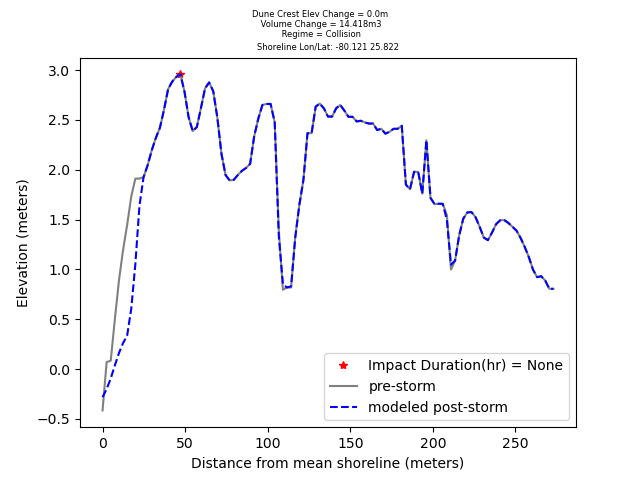 Dune Crest Elev Change = 0.0m
Volume Change = 14.418m3
Regime = Collision
Shoreline Lon/Lat: -80.121 25.822
3.0
2.5
2.0
1.5
1.0
0.5
0.0
−0.5
Elevation (meters)
Impact Duration(hr) = None
pre-storm
modeled post-storm
0 50 100 150 200 250
Distance from mean shoreline (meters)